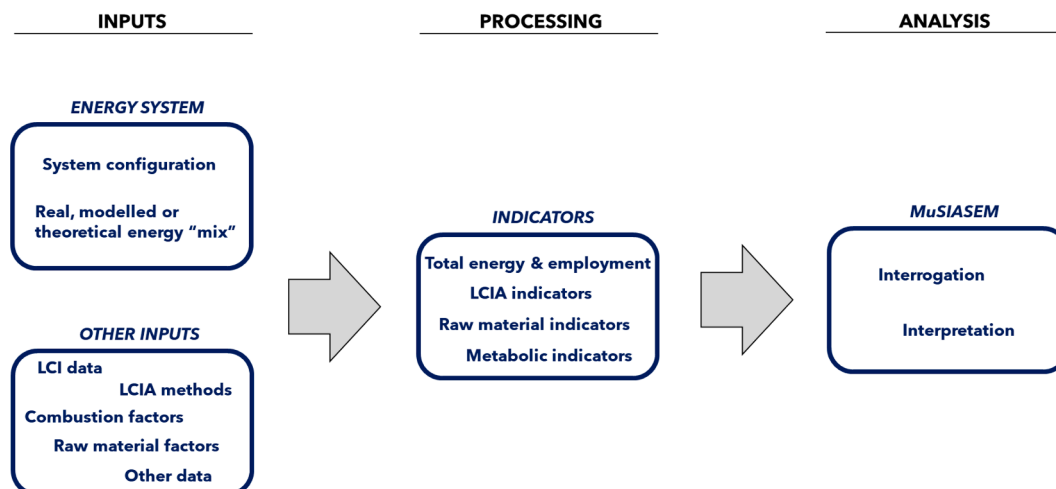 INPUTS
PROCESSING
ANALYSIS
ENERGY SYSTEM
System configuration
Real, modelled or
theoretical energy “mix”
OTHER INPUTS
LCI data
LCIA methods
Combustion factors
Raw material factors
Other data
INDICATORS
Total energy & employment
LCIA indicators
Raw material indicators
Metabolic indicators
MuSIASEM
Interrogation
Interpretation